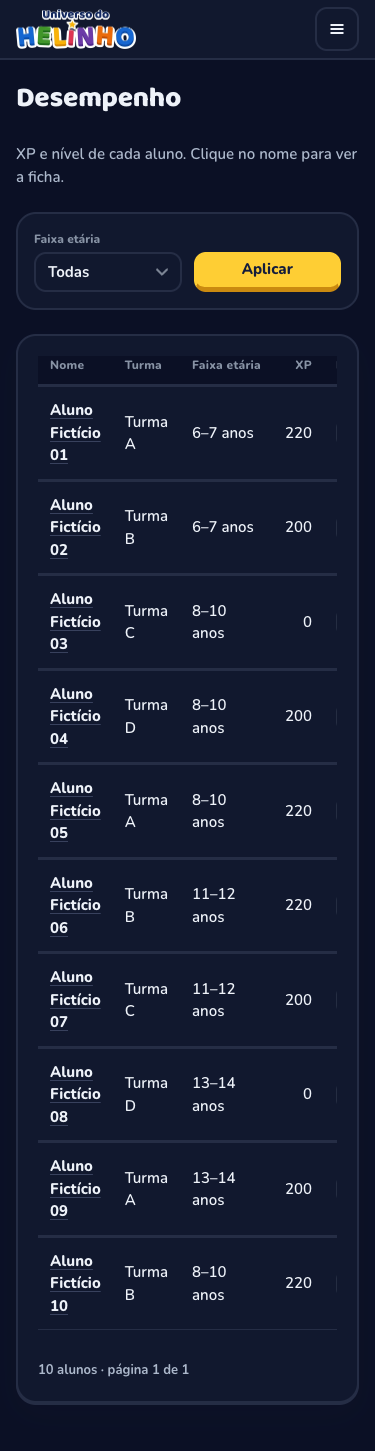 Universo do
HELINHO
Desempenho
XP e nível de cada aluno. Clique no nome para ver
a ficha.
Faixa etária
Todas
Aplicar
Nome Turma Faixa etária XP
Aluno Fictício 01 Turma A 6–7 anos 220
Aluno Fictício 02 Turma B 6–7 anos 200
Aluno Fictício 03 Turma C 8–10 anos 0
Aluno Fictício 04 Turma D 8–10 anos 200
Aluno Fictício 05 Turma A 8–10 anos 220
Aluno Fictício 06 Turma B 11–12 anos 220
Aluno Fictício 07 Turma C 11–12 anos 200
Aluno Fictício 08 Turma D 13–14 anos 0
Aluno Fictício 09 Turma A 13–14 anos 200
Aluno Fictício 10 Turma B 8–10 anos 220
10 alunos · página 1 de 1